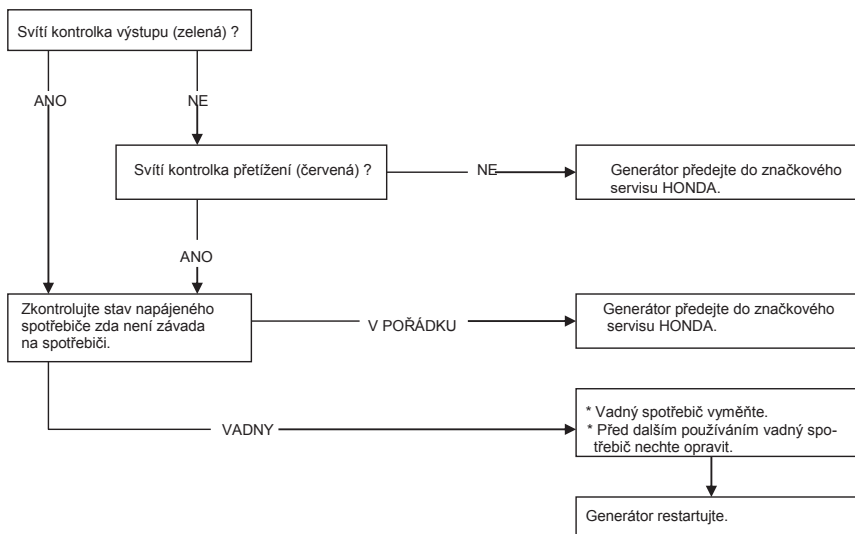 Svítí kontrolka výstupu (zelená) ?
ANO
NE
Svítí kontrolka přetížení (červená) ?
NE
Generátor předejte do značkového
servisu HONDA.
ANO
Zkontrolujte stav napájeného
spotřebiče zda není závada
na spotřebiči.
V POŘÁDKU
Generátor předejte do značkového
servisu HONDA.
VADNY
* Vadný spotřebič vyměňte.
* Před dalším používáním vadný spo-
třebič nechte opravit.
Generátor restartujte.